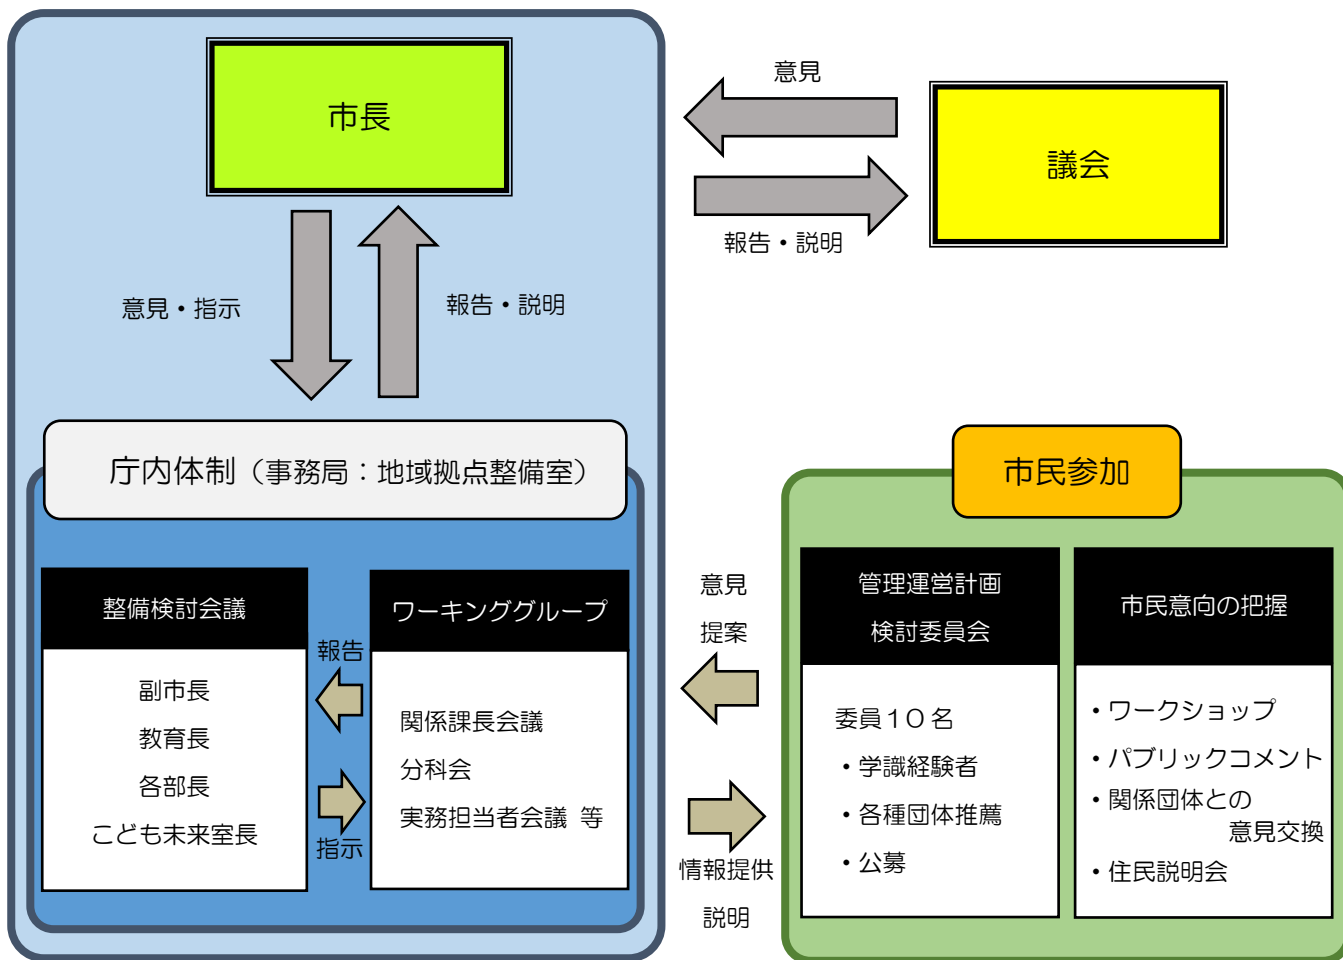 市長
意見
議会
報告・説明
意見・指示
報告・説明
庁内体制（事務局：地域拠点整備室）
整備検討会議
副市長
教育長
各部長
こども未来室長
報告
指示
ワーキンググループ
関係課長会議
分科会
実務担当者会議 等
意見
提案
情報提供
説明
市民参加
管理運営計画
検討委員会
委員１０名
・学識経験者
・各種団体推薦
・公募
市民意向の把握
・ワークショップ
・パブリックコメント
・関係団体との
意見交換
・住民説明会